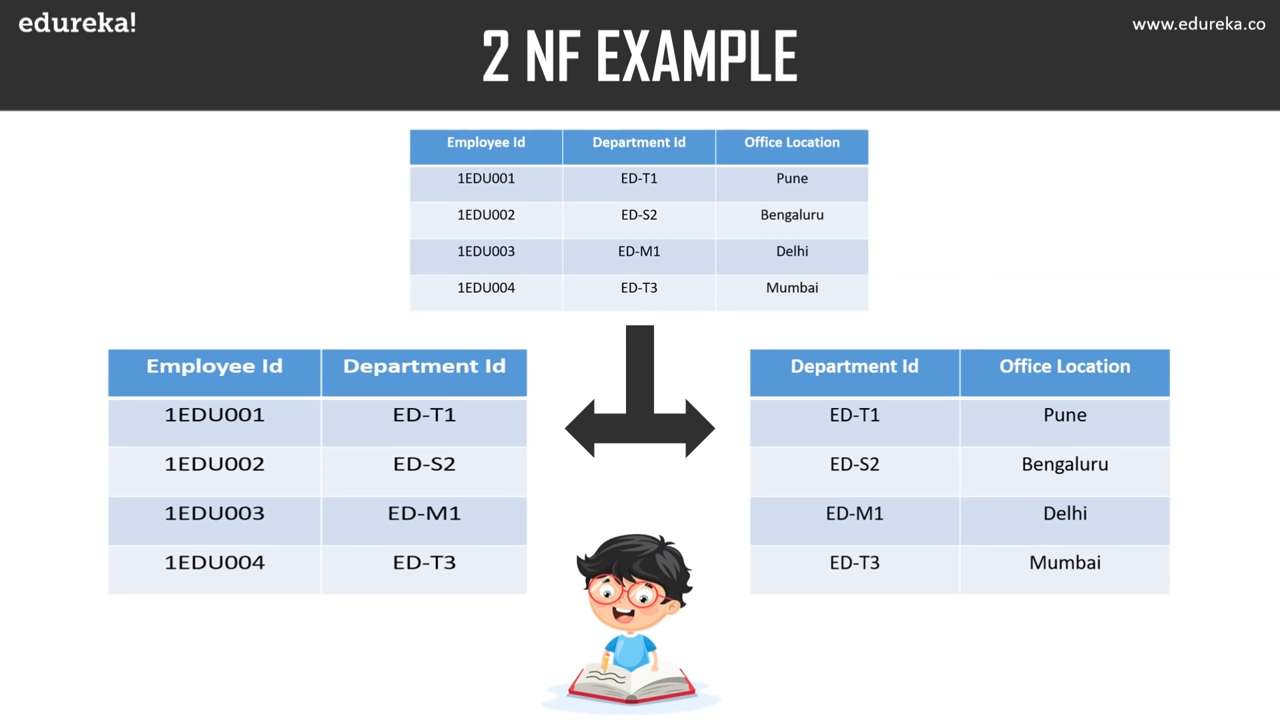 edureka!
www.edureka.co
2 NF EXAMPLE
Employee Id Department Id Office Location
1EDU001 ED-T1 Pune
1EDU002 ED-S2 Bengaluru
1EDU003 ED-M1 Delhi
1EDU004 ED-T3 Mumbai
Employee Id Department Id
1EDU001 ED-T1
1EDU002 ED-S2
1EDU003 ED-M1
1EDU004 ED-T3
Department Id Office Location
ED-T1 Pune
ED-S2 Bengaluru
ED-M1 Delhi
ED-T3 Mumbai